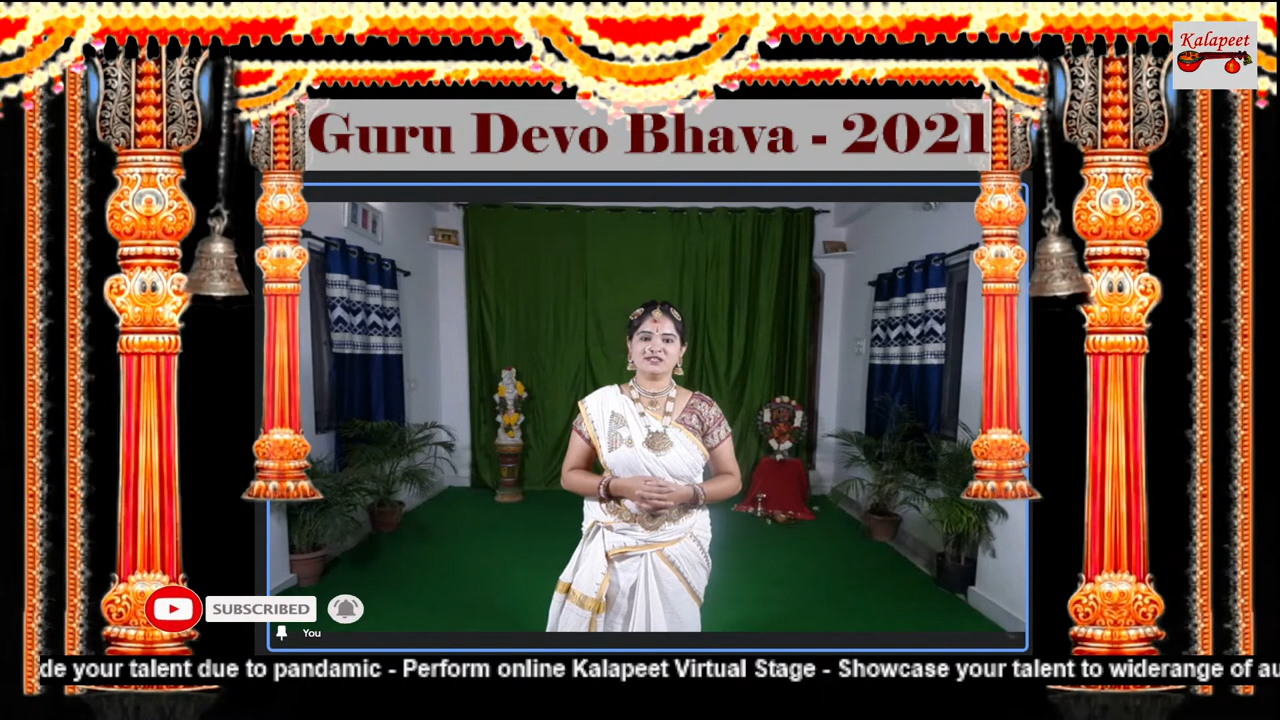 Kalapeet
Guru Devo Bhava - 2021
SUBSCRIBED
You
de your talent due to pandamic - Perform online Kalapeet Virtual Stage - Showcase your talent to widerange of au